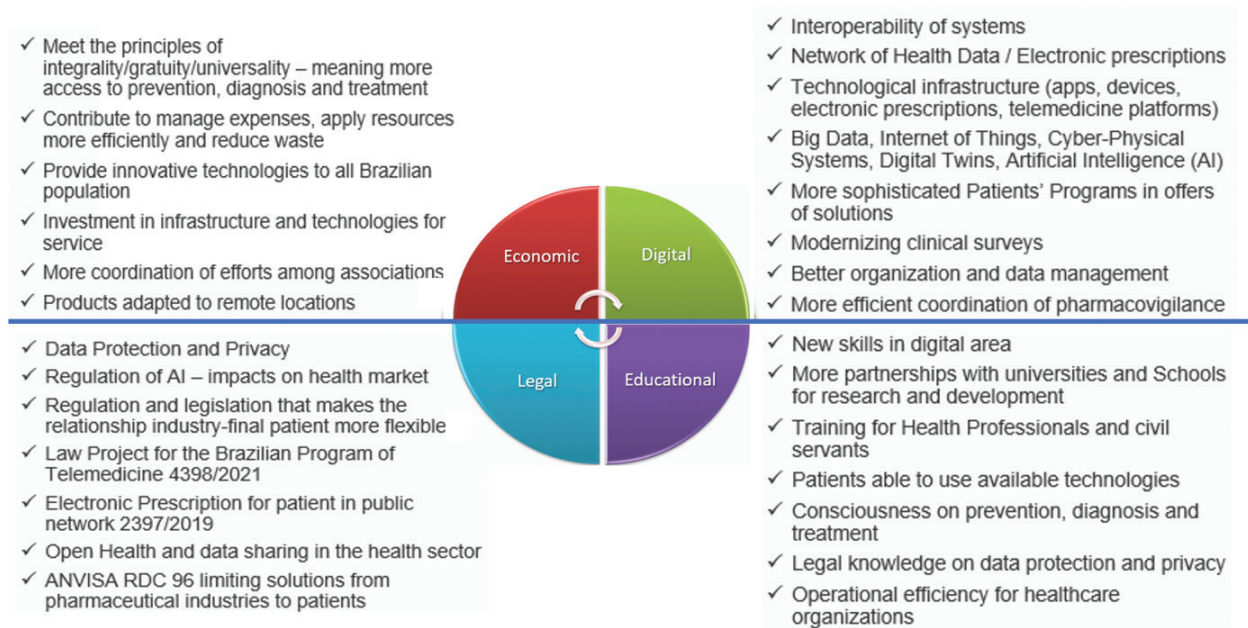 ✓ Meet the principles of
integrality/gratuity/universality – meaning more
access to prevention, diagnosis and treatment
✓ Contribute to manage expenses, apply resources
more efficiently and reduce waste
✓ Provide innovative technologies to all Brazilian
population
✓ Investment in infrastructure and technologies for
service
✓ More coordination of efforts among associations
✓ Products adapted to remote locations
Economic
Digital
✓ Interoperability of systems
✓ Network of Health Data / Electronic prescriptions
✓ Technological infrastructure (apps, devices,
electronic prescriptions, telemedicine platforms)
✓ Big Data, Internet of Things, Cyber-Physical
Systems, Digital Twins, Artificial Intelligence (AI)
✓ More sophisticated Patients' Programs in offers
of solutions
✓ Modernizing clinical surveys
✓ Better organization and data management
✓ More efficient coordination of pharmacovigilance
✓ Data Protection and Privacy
✓ Regulation of AI – impacts on health market
✓ Regulation and legislation that makes the
relationship industry-final patient more flexible
✓ Law Project for the Brazilian Program of
Telemedicine 4398/2021
✓ Electronic Prescription for patient in public
network 2397/2019
✓ Open Health and data sharing in the health sector
✓ ANVISA RDC 96 limiting solutions from
pharmaceutical industries to patients
Legal
Educational
✓ New skills in digital area
✓ More partnerships with universities and Schools
for research and development
✓ Training for Health Professionals and civil
servants
✓ Patients able to use available technologies
✓ Consciousness on prevention, diagnosis and
treatment
✓ Legal knowledge on data protection and privacy
✓ Operational efficiency for healthcare
organizations